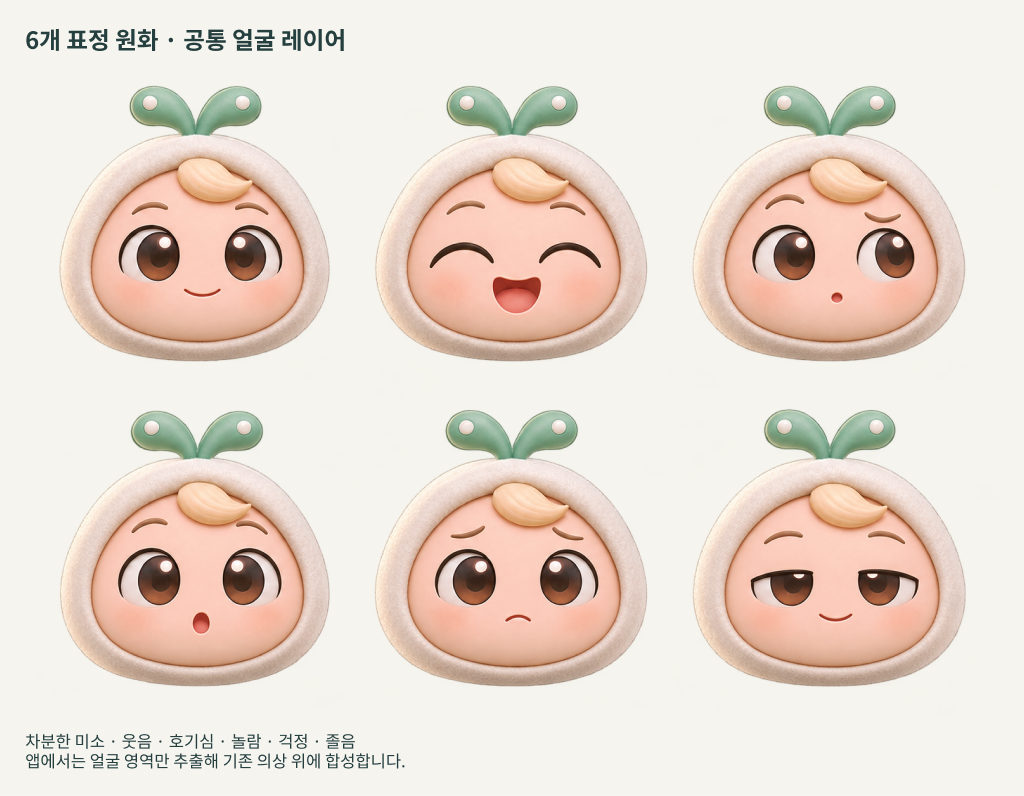 6개 표정 원화 · 공통 얼굴 레이어
차분한 미소 · 웃음 · 호기심 · 놀람 · 걱정 · 졸음
앱에서는 얼굴 영역만 추출해 기존 의상 위에 합성합니다.